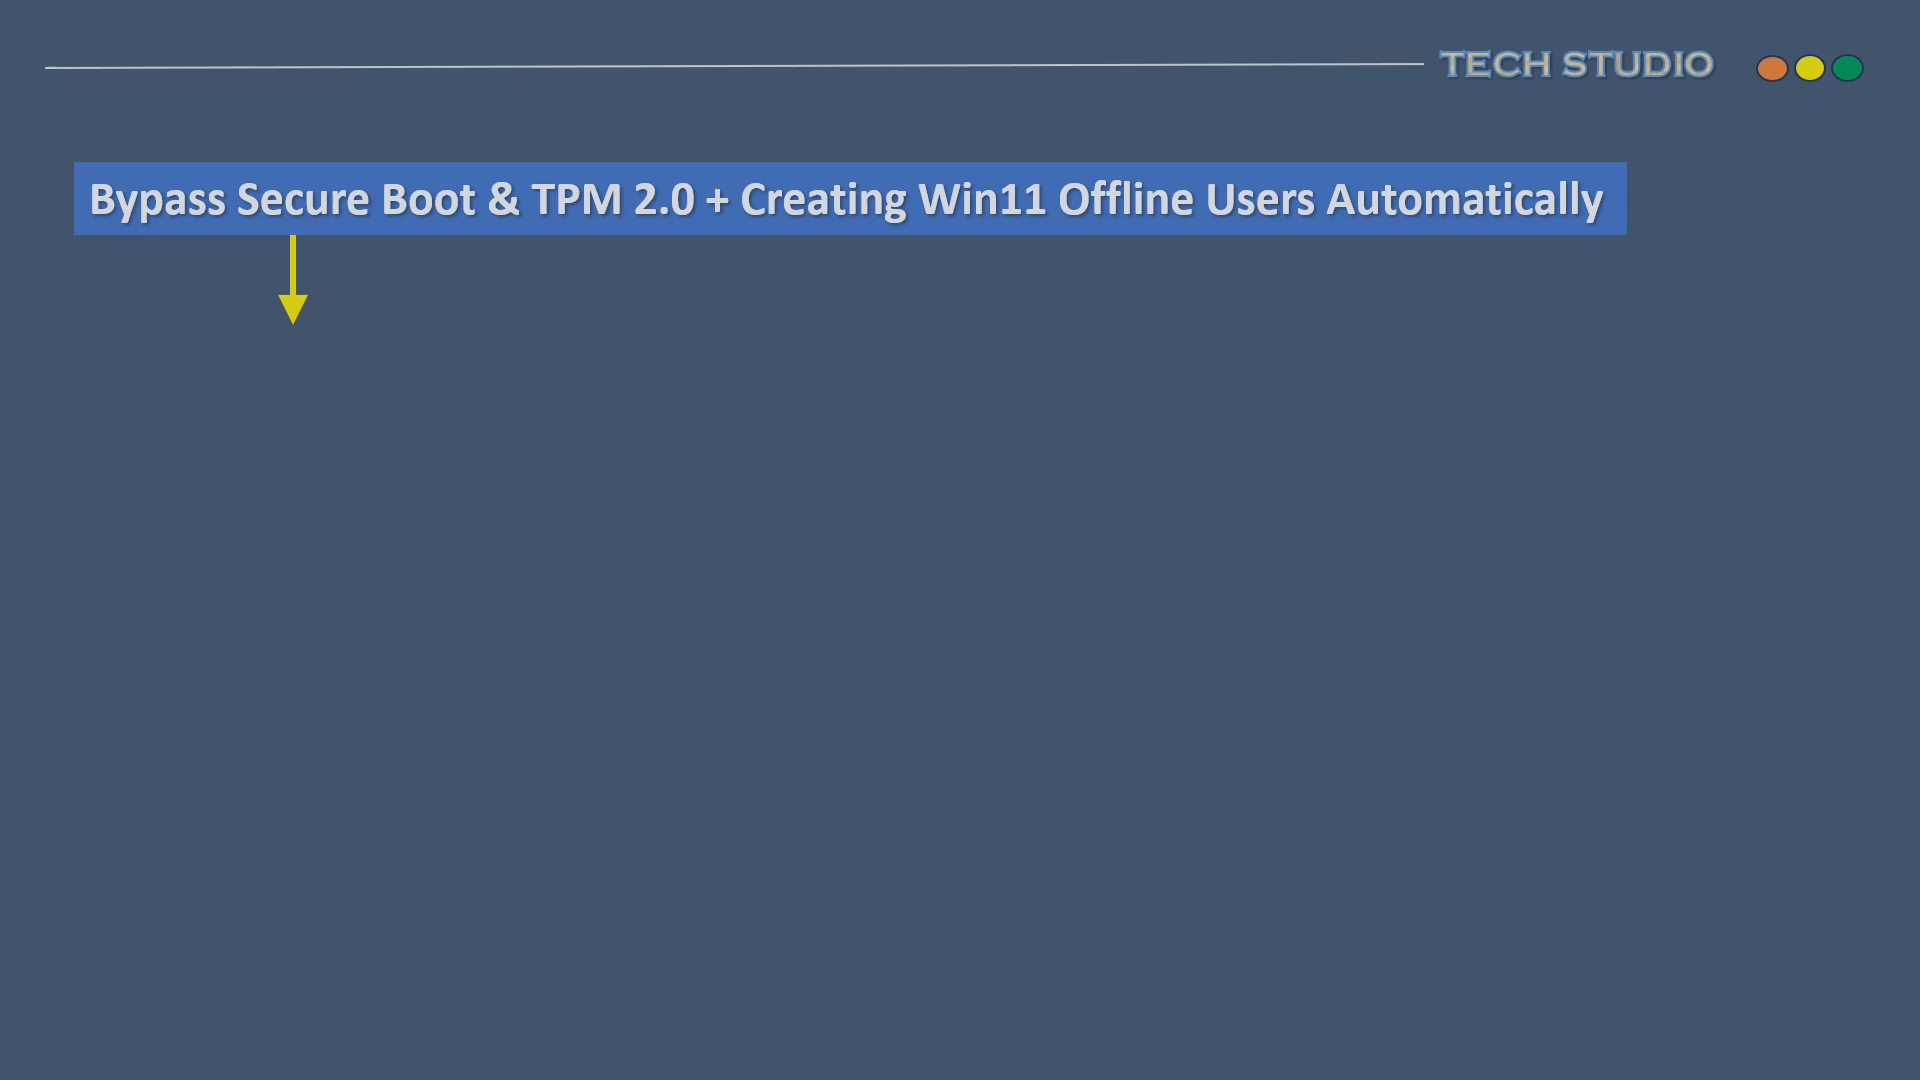 TECH STUDIO
Bypass Secure Boot & TPM 2.0 + Creating Win11 Offline Users Automatically